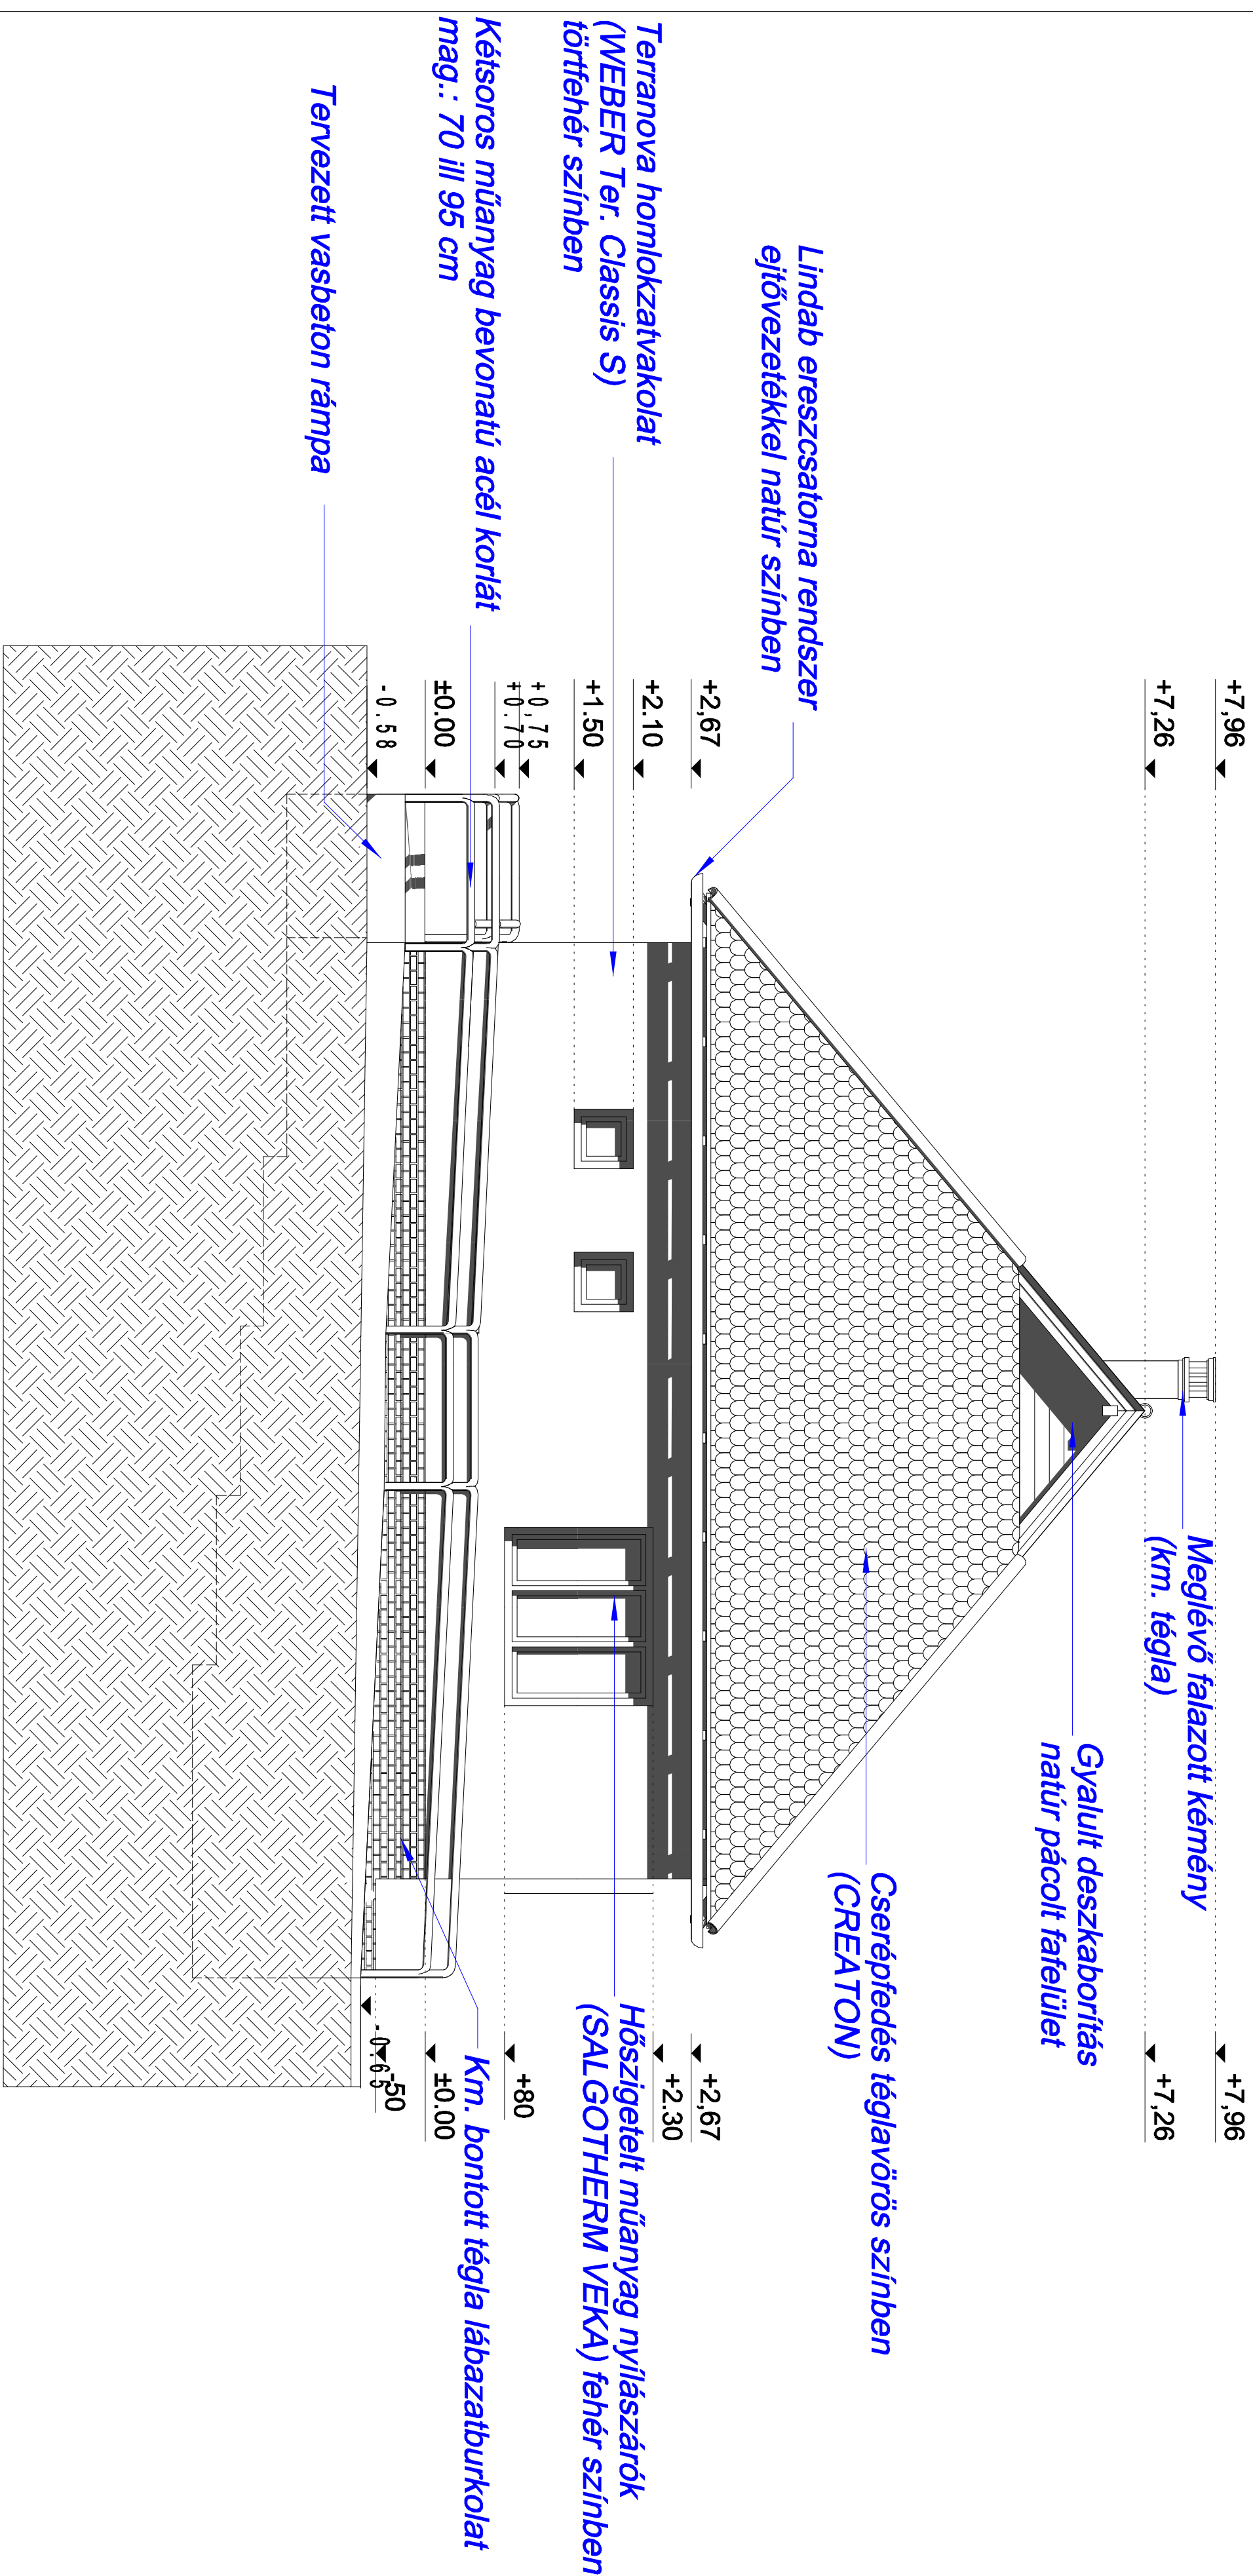 +7,96
+7,26
+2,67
+2.10
+1.50
+0,75
+0.70
±0.00
-0.58
Lindab ereszcsatorna rendszer
ejtővezetékkel natúr színben
Terranova homlokzatvakolat
(WEBER Ter. Classis S)
törtfehér színben
Kétsoros műanyag bevonatú acél korlát
mag.: 70 ill 95 cm
Tervezett vasbeton rámpa
Meglévő falazott kémény
(km. tégla)
Gyalult deszkaborítás
natúr pácolt fafelület
Cserépfedés téglavörös színben
(CREATON)
Hőszigetelt műanyag nyílászárók
(SALGOTHERM VEKA) fehér színben
Km. bontott tégla lábazatburkolat
+7,96
+7,26
+2,67
+2.30
+80
±0.00
-50
-0.65